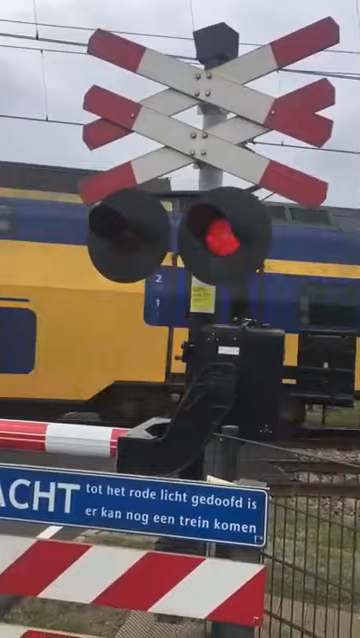 2
1
ACHT tot het rode licht gedoofd is
er kan nog een trein komen